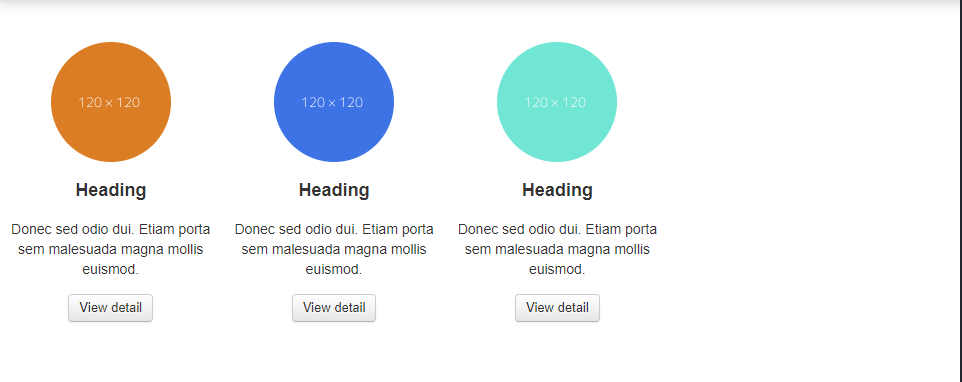 120 × 120
120 × 120
120 × 120
Heading
Heading
Heading
Donec sed odio dui. Etiam porta
sem malesuada magna mollis
euismod.
Donec sed odio dui. Etiam porta
sem malesuada magna mollis
euismod.
Donec sed odio dui. Etiam porta
sem malesuada magna mollis
euismod.
View detail
View detail
View detail